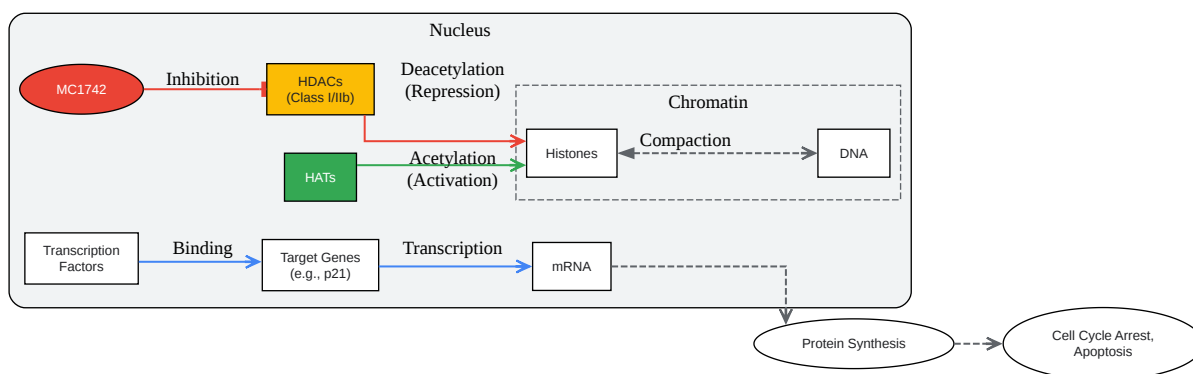 Nucleus
MC1742
Inhibition
HDACs
(Class I/IIb)
Deacetylation
(Repression)
Chromatin
Histones
Compaction
DNA
HATs
Acetylation
(Activation)
Transcription
Factors
Binding
Target Genes
(e.g., p21)
Transcription
mRNA
Protein Synthesis
Cell Cycle Arrest,
Apoptosis